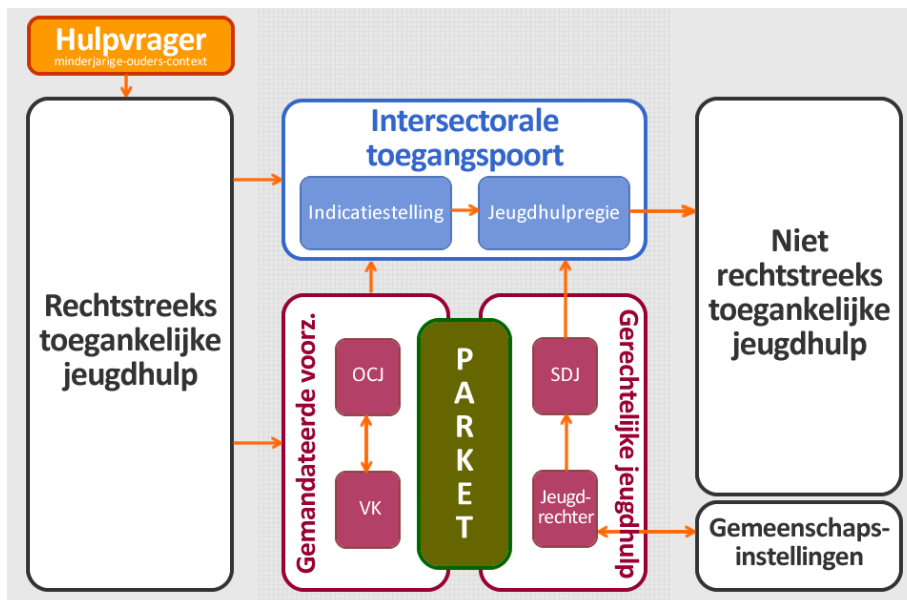 Hulpvrager
minderjarige-ouders-context
Rechtstreeks
toegankelijke
jeugdhulp
Intersectorale
toegangspoort
Indicatiestelling
Jeugdhulpregie
Gemandateerde voorz.
OCJ
VK
PARKET
SDJ
Jeugd-
rechter
Gerechtelijke jeugdhulp
Niet
rechtstreeks
toegankelijke
jeugdhulp
Gemeenschaps-
instellingen